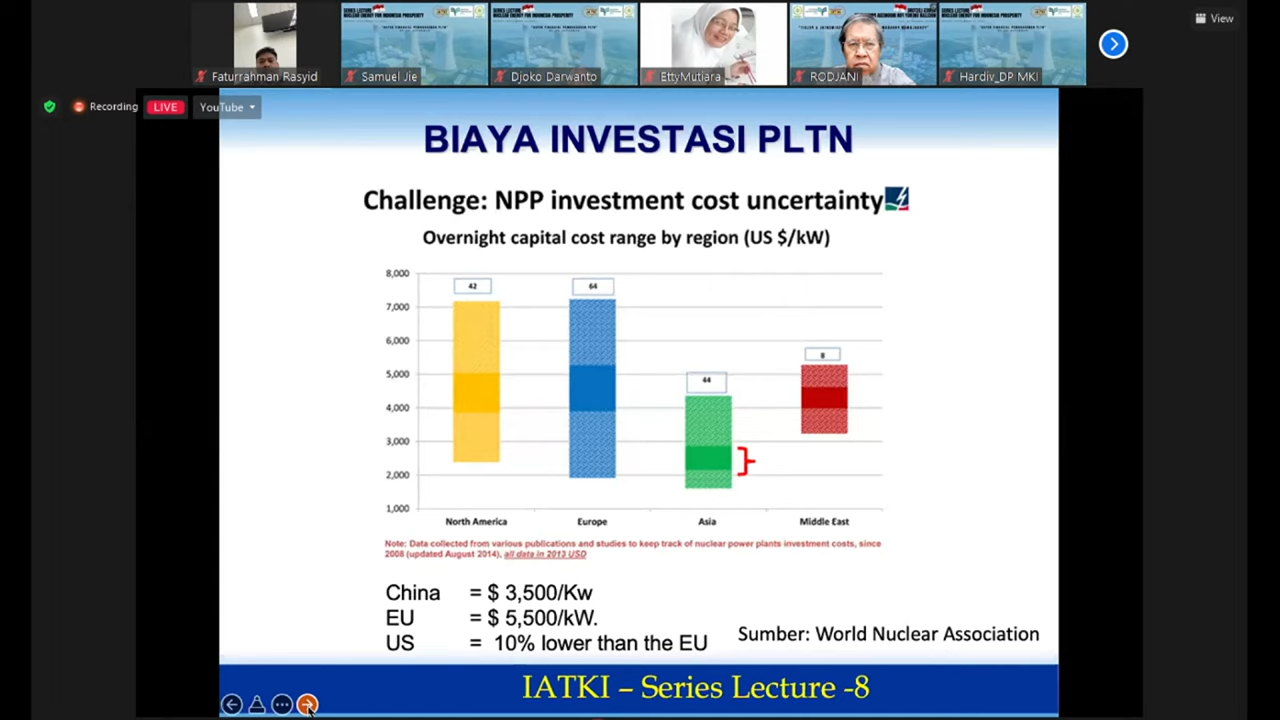 View
Faturrahman Rasyid
Samuel Jie
Djoko Darwanto
EttyMutiara
RODJANI
Hardiv_DP MKI
Recording
LIVE
YouTube
BIAYA INVESTASI PLTN
Challenge: NPP investment cost uncertainty
Overnight capital cost range by region (US $/kW)
8,000
7,000
6,000
5,000
4,000
3,000
2,000
1,000
42
64
44
8
North America
Europe
Asia
Middle East
Note: Data collected from various publications and studies to keep track of nuclear power plants investment costs, since
2008 (updated August 2014), all data in 2013 USD
China = $ 3,500/Kw
EU = $ 5,500/kW.
US = 10% lower than the EU
Sumber: World Nuclear Association
IATKI – Series Lecture -8